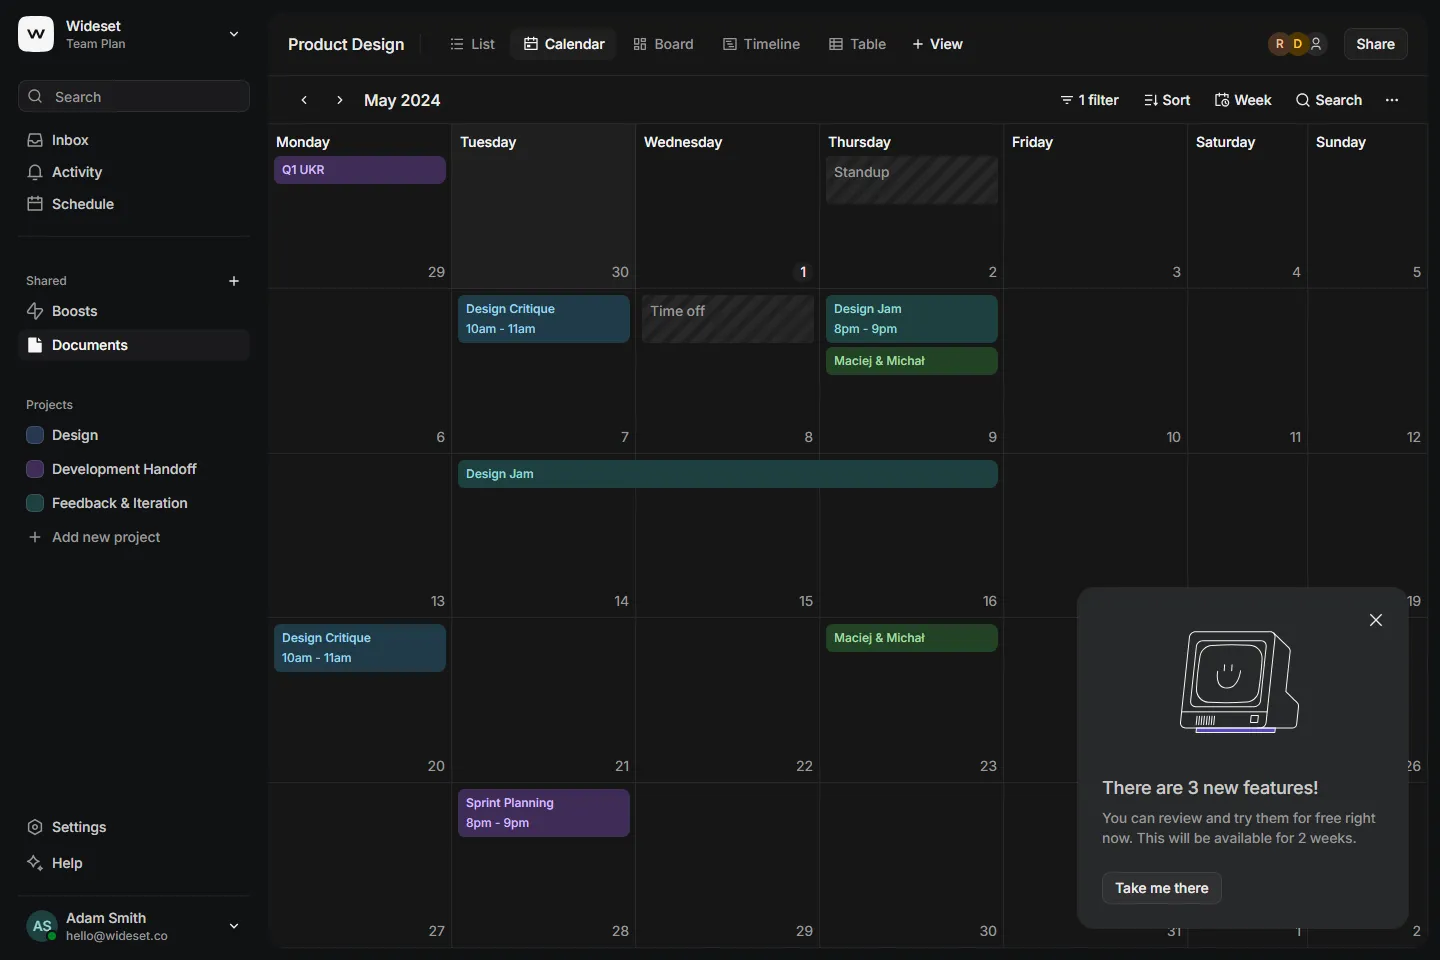 W
Wideset
Team Plan
Search
Inbox
Activity
Schedule
Shared
Boosts
Documents
Projects
Design
Development Handoff
Feedback & Iteration
Add new project
Settings
Help
AS
Adam Smith
hello@wideset.co
Product Design
List
Calendar
Board
Timeline
Table
+ View
R
D
Share
May 2024
1 filter
Sort
Week
Search
Monday
Tuesday
Wednesday
Thursday
Friday
Saturday
Sunday
Q1 UKR
Standup
29
30
1
2
3
4
5
Design Critique
10am - 11am
Time off
Design Jam
8pm - 9pm
Maciej & Michał
6
7
8
9
10
11
12
Design Jam
13
14
15
16
19
Design Critique
10am - 11am
Maciej & Michał
20
21
22
23
26
Sprint Planning
8pm - 9pm
27
28
29
30
31
1
2
There are 3 new features!
You can review and try them for free right
now. This will be available for 2 weeks.
Take me there